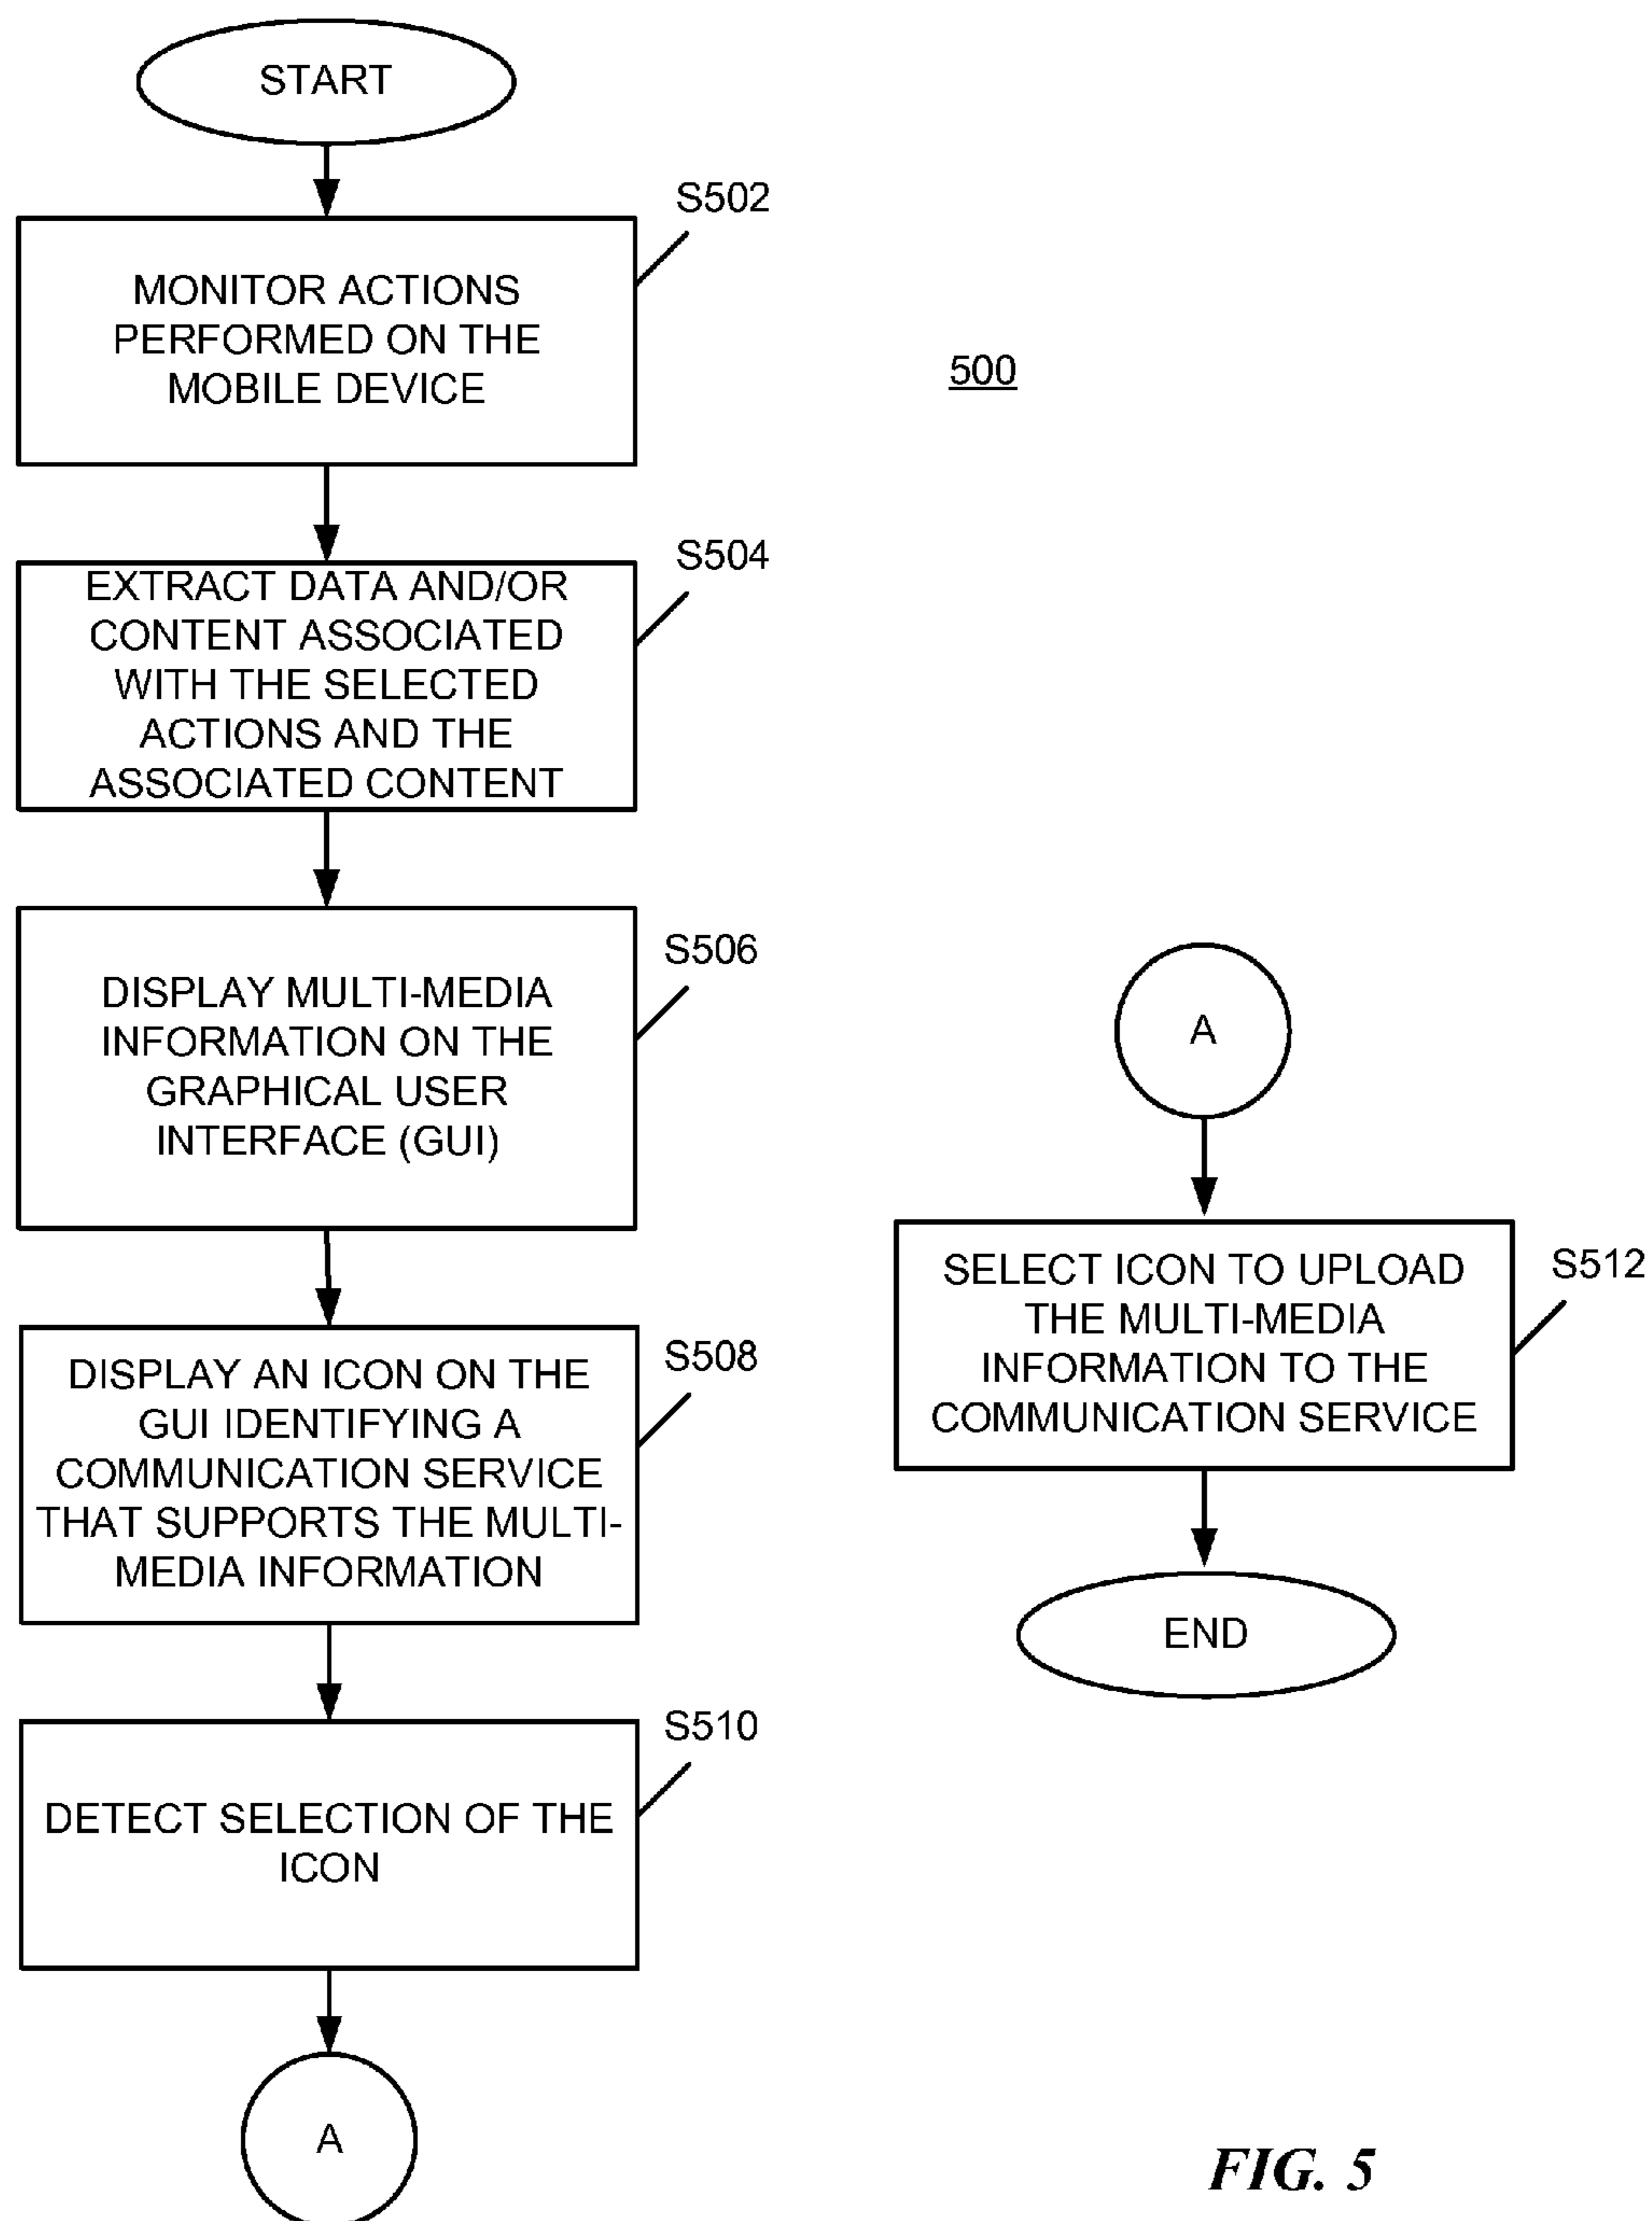 START
S502
MONITOR ACTIONS
PERFORMED ON THE
MOBILE DEVICE
500
S504
EXTRACT DATA AND/OR
CONTENT ASSOCIATED
WITH THE SELECTED
ACTIONS AND THE
ASSOCIATED CONTENT
S506
DISPLAY MULTI-MEDIA
INFORMATION ON THE
GRAPHICAL USER
INTERFACE (GUI)
S508
DISPLAY AN ICON ON THE
GUI IDENTIFYING A
COMMUNICATION SERVICE
THAT SUPPORTS THE MULTI-
MEDIA INFORMATION
S510
DETECT SELECTION OF THE
ICON
A
A
S512
SELECT ICON TO UPLOAD
THE MULTI-MEDIA
INFORMATION TO THE
COMMUNICATION SERVICE
END
FIG. 5